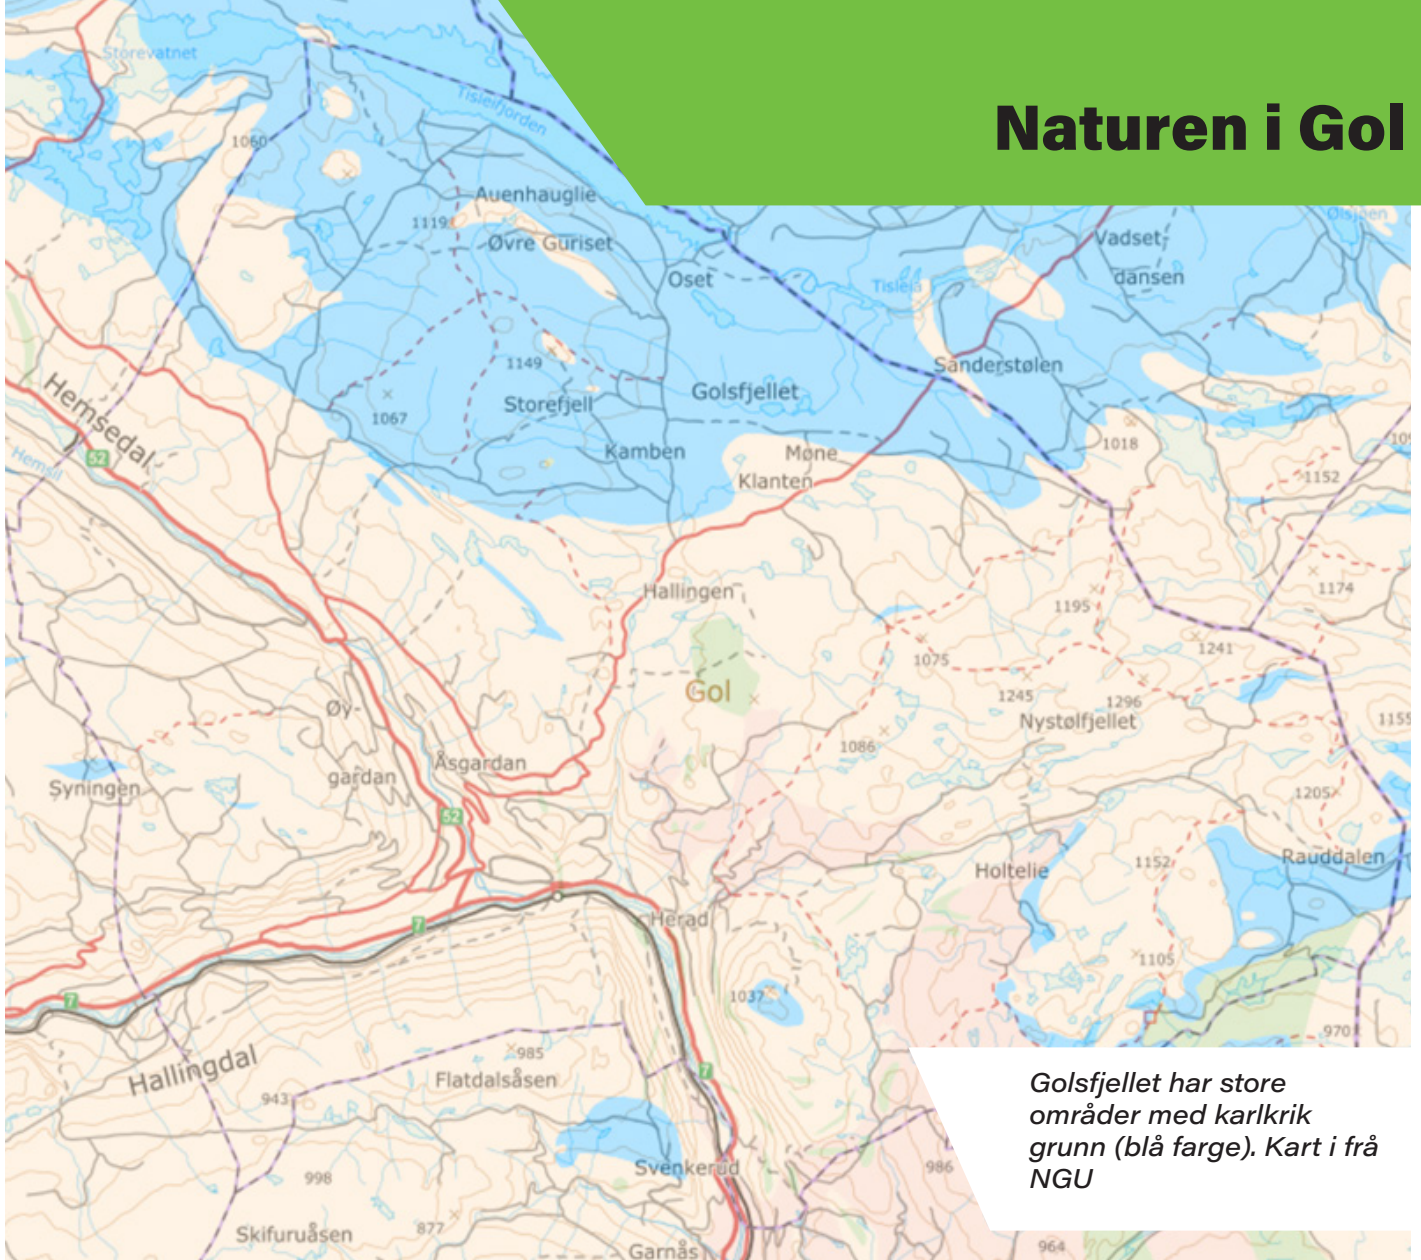 Naturen i Gol
Storevatnet
Tisleifjorden
1060
Auenhauglie
1119
Øvre Guriset
Oset
Tisleia
Vadset-
dansen
Ølsjøen
1149
Sanderstølen
Golsfjellet
1067
Storefjell
Hemsedal
52
Hemsil
Kamben
Møne
Klanten
1018
1152
Hallingen
1174
1195
1241
1075
Gol
1245
1296
Nystølfjellet
1155
Øy-
gardan
1086
Åsgardan
Syningen
1205
52
Holtelie
1152
Rauddalen
7
Herad
1105
7
1037
970
Hallingdal
985
Flatdalsåsen
943
7
Golsfjellet har store
områder med karlkrik
grunn (blå farge). Kart i frå
NGU
Svenkerud
986
998
877
Skifuruåsen
Garnås
964